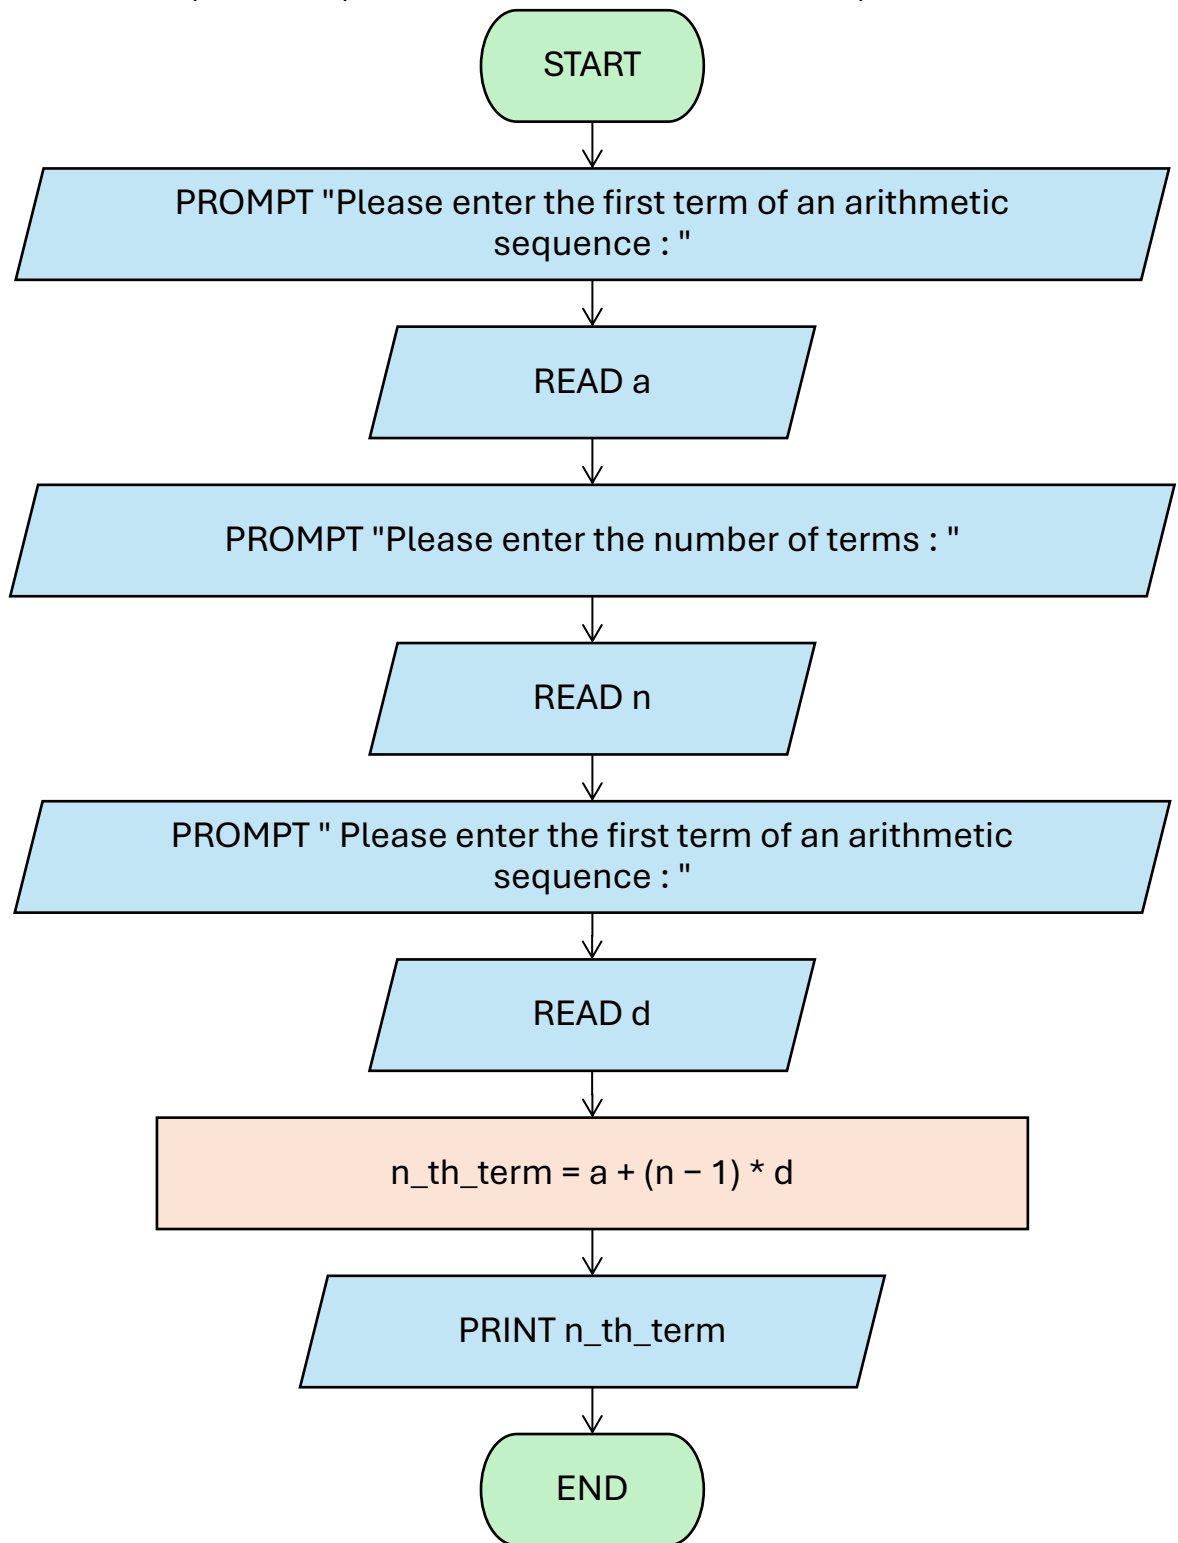 START
PROMPT "Please enter the first term of an arithmetic
sequence : "
READ a
PROMPT "Please enter the number of terms : "
READ n
PROMPT " Please enter the first term of an arithmetic
sequence : "
READ d
n_th_term = a + (n − 1) * d
PRINT n_th_term
END